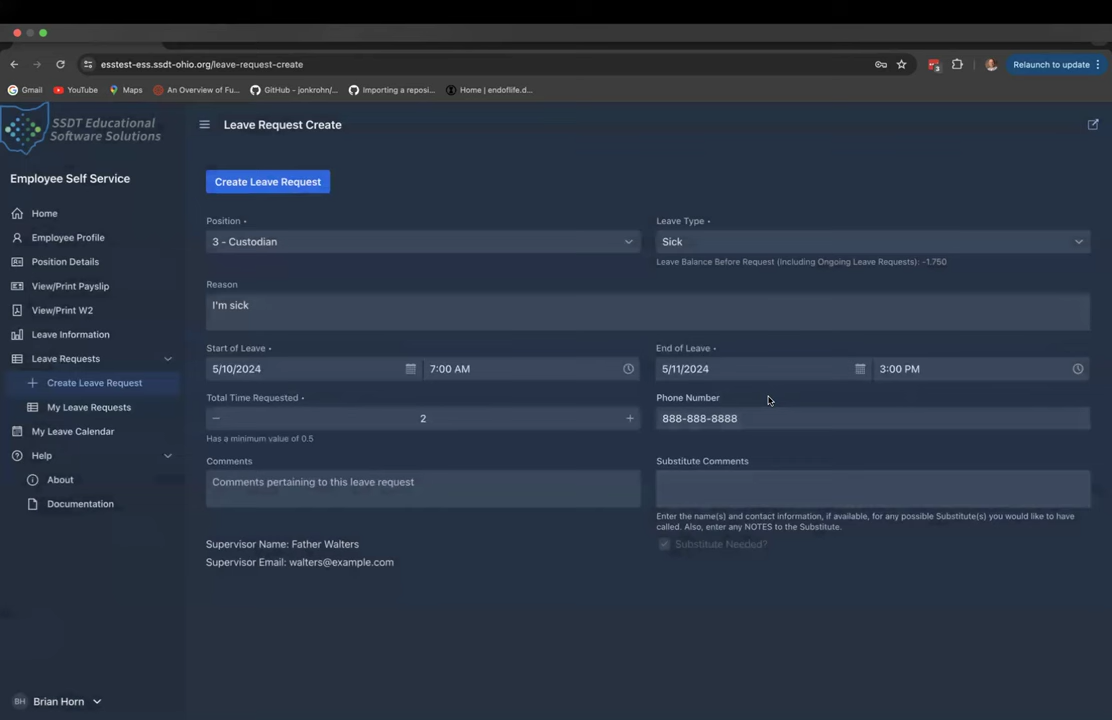 esstest-ess.ssdt-ohio.org/leave-request-create
Relaunch to update
Gmail
YouTube
Maps
An Overview of Fu...
GitHub - jonkrohn/...
Importing a reposi...
Home | endoflife.d...
SSDT Educational
Software Solutions
Leave Request Create
Employee Self Service
Home
Employee Profile
Position Details
View/Print Payslip
View/Print W2
Leave Information
Leave Requests
Create Leave Request
My Leave Requests
My Leave Calendar
Help
About
Documentation
BH Brian Horn
Create Leave Request
Position •
3 - Custodian
Leave Type •
Sick
Leave Balance Before Request (Including Ongoing Leave Requests): -1.750
Reason
I'm sick
Start of Leave •
5/10/2024 7:00 AM
End of Leave •
5/11/2024 3:00 PM
Total Time Requested •
2
Has a minimum value of 0.5
Phone Number
888-888-8888
Comments
Comments pertaining to this leave request
Substitute Comments
Enter the name(s) and contact information, if available, for any possible Substitute(s) you would like to have
called. Also, enter any NOTES to the Substitute.
Substitute Needed?
Supervisor Name: Father Walters
Supervisor Email: walters@example.com